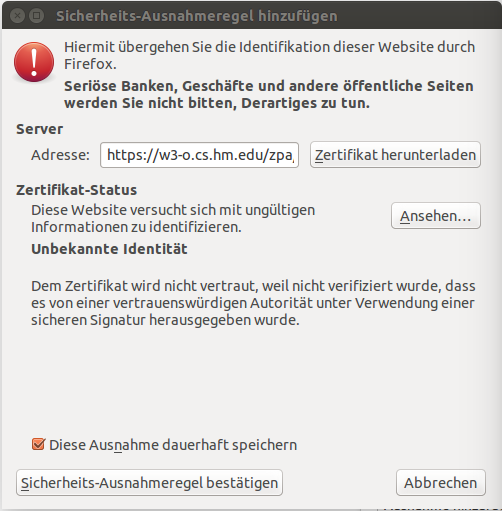 Sicherheits-Ausnahmeregel hinzufügen
Hiermit übergehen Sie die Identifikation dieser Website durch
Firefox.
Seriöse Banken, Geschäfte und andere öffentliche Seiten
werden Sie nicht bitten, Derartiges zu tun.
Server
Adresse: https://w3-o.cs.hm.edu/zpa, Zertifikat herunterladen
Zertifikat-Status
Diese Website versucht sich mit ungültigen
Informationen zu identifizieren.
Ansehen...
Unbekannte Identität
Dem Zertifikat wird nicht vertraut, weil nicht verifiziert wurde, dass
es von einer vertrauenswürdigen Autorität unter Verwendung einer
sicheren Signatur herausgegeben wurde.
Diese Ausnahme dauerhaft speichern
Sicherheits-Ausnahmeregel bestätigen Abbrechen